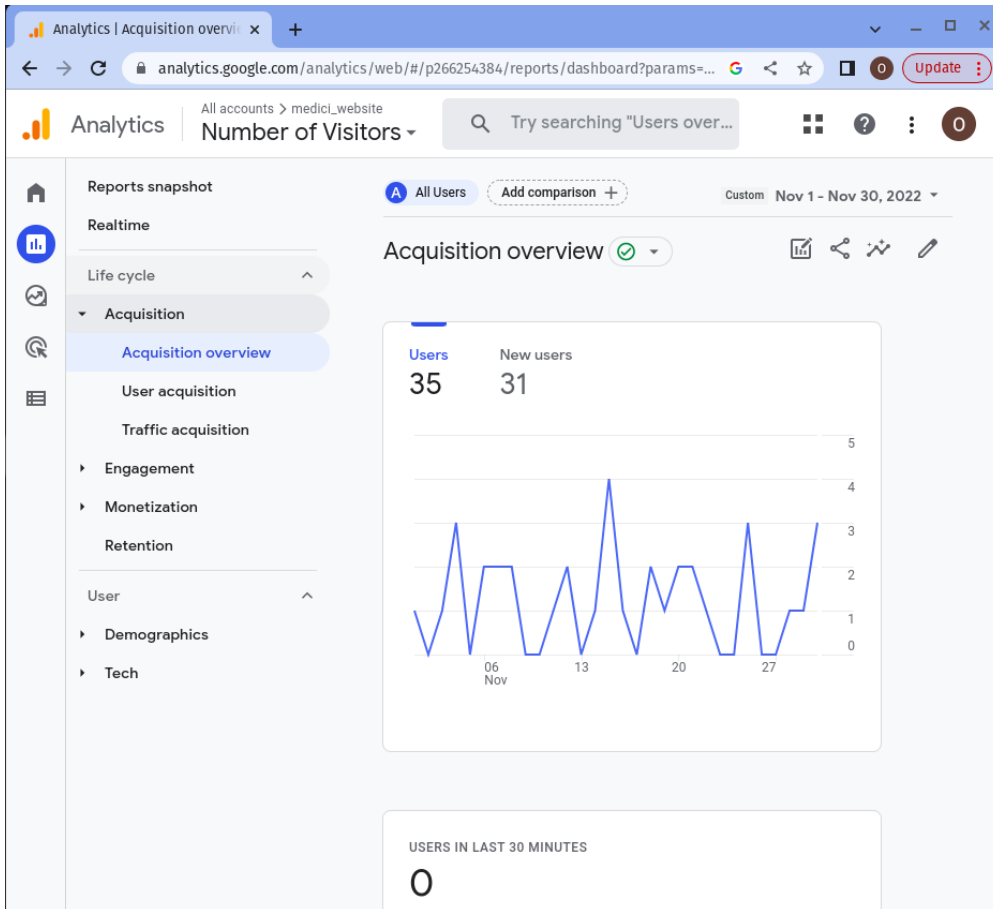 Analytics | Acquisition overvi
analytics.google.com/analytics/web/#/p266254384/reports/dashboard?params=...
G
O
Update
Analytics
All accounts > medici_website
Number of Visitors
Try searching "Users over...
O
Reports snapshot
Realtime
Life cycle
Acquisition
Acquisition overview
User acquisition
Traffic acquisition
Engagement
Monetization
Retention
User
Demographics
Tech
A All Users
Add comparison +
Custom Nov 1 - Nov 30, 2022
Acquisition overview
Users New users
35 31
5
4
3
2
1
0
06 13 20 27
Nov
USERS IN LAST 30 MINUTES
0